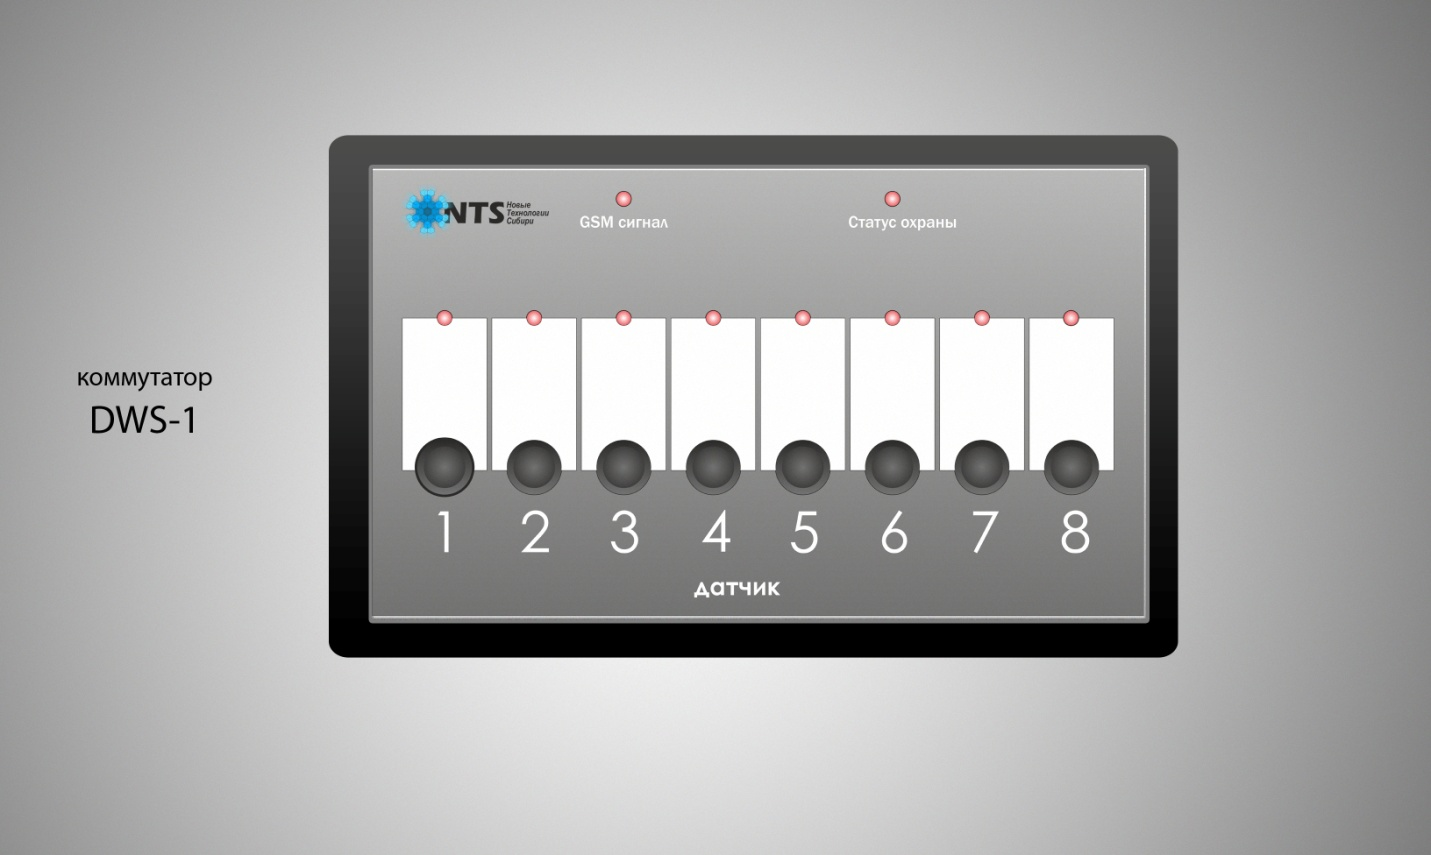 NTS
Новые
Технологии
Сибири
GSM сигнал
Статус охраны
коммутатор
DWS-1
1 2 3 4 5 6 7 8
датчик